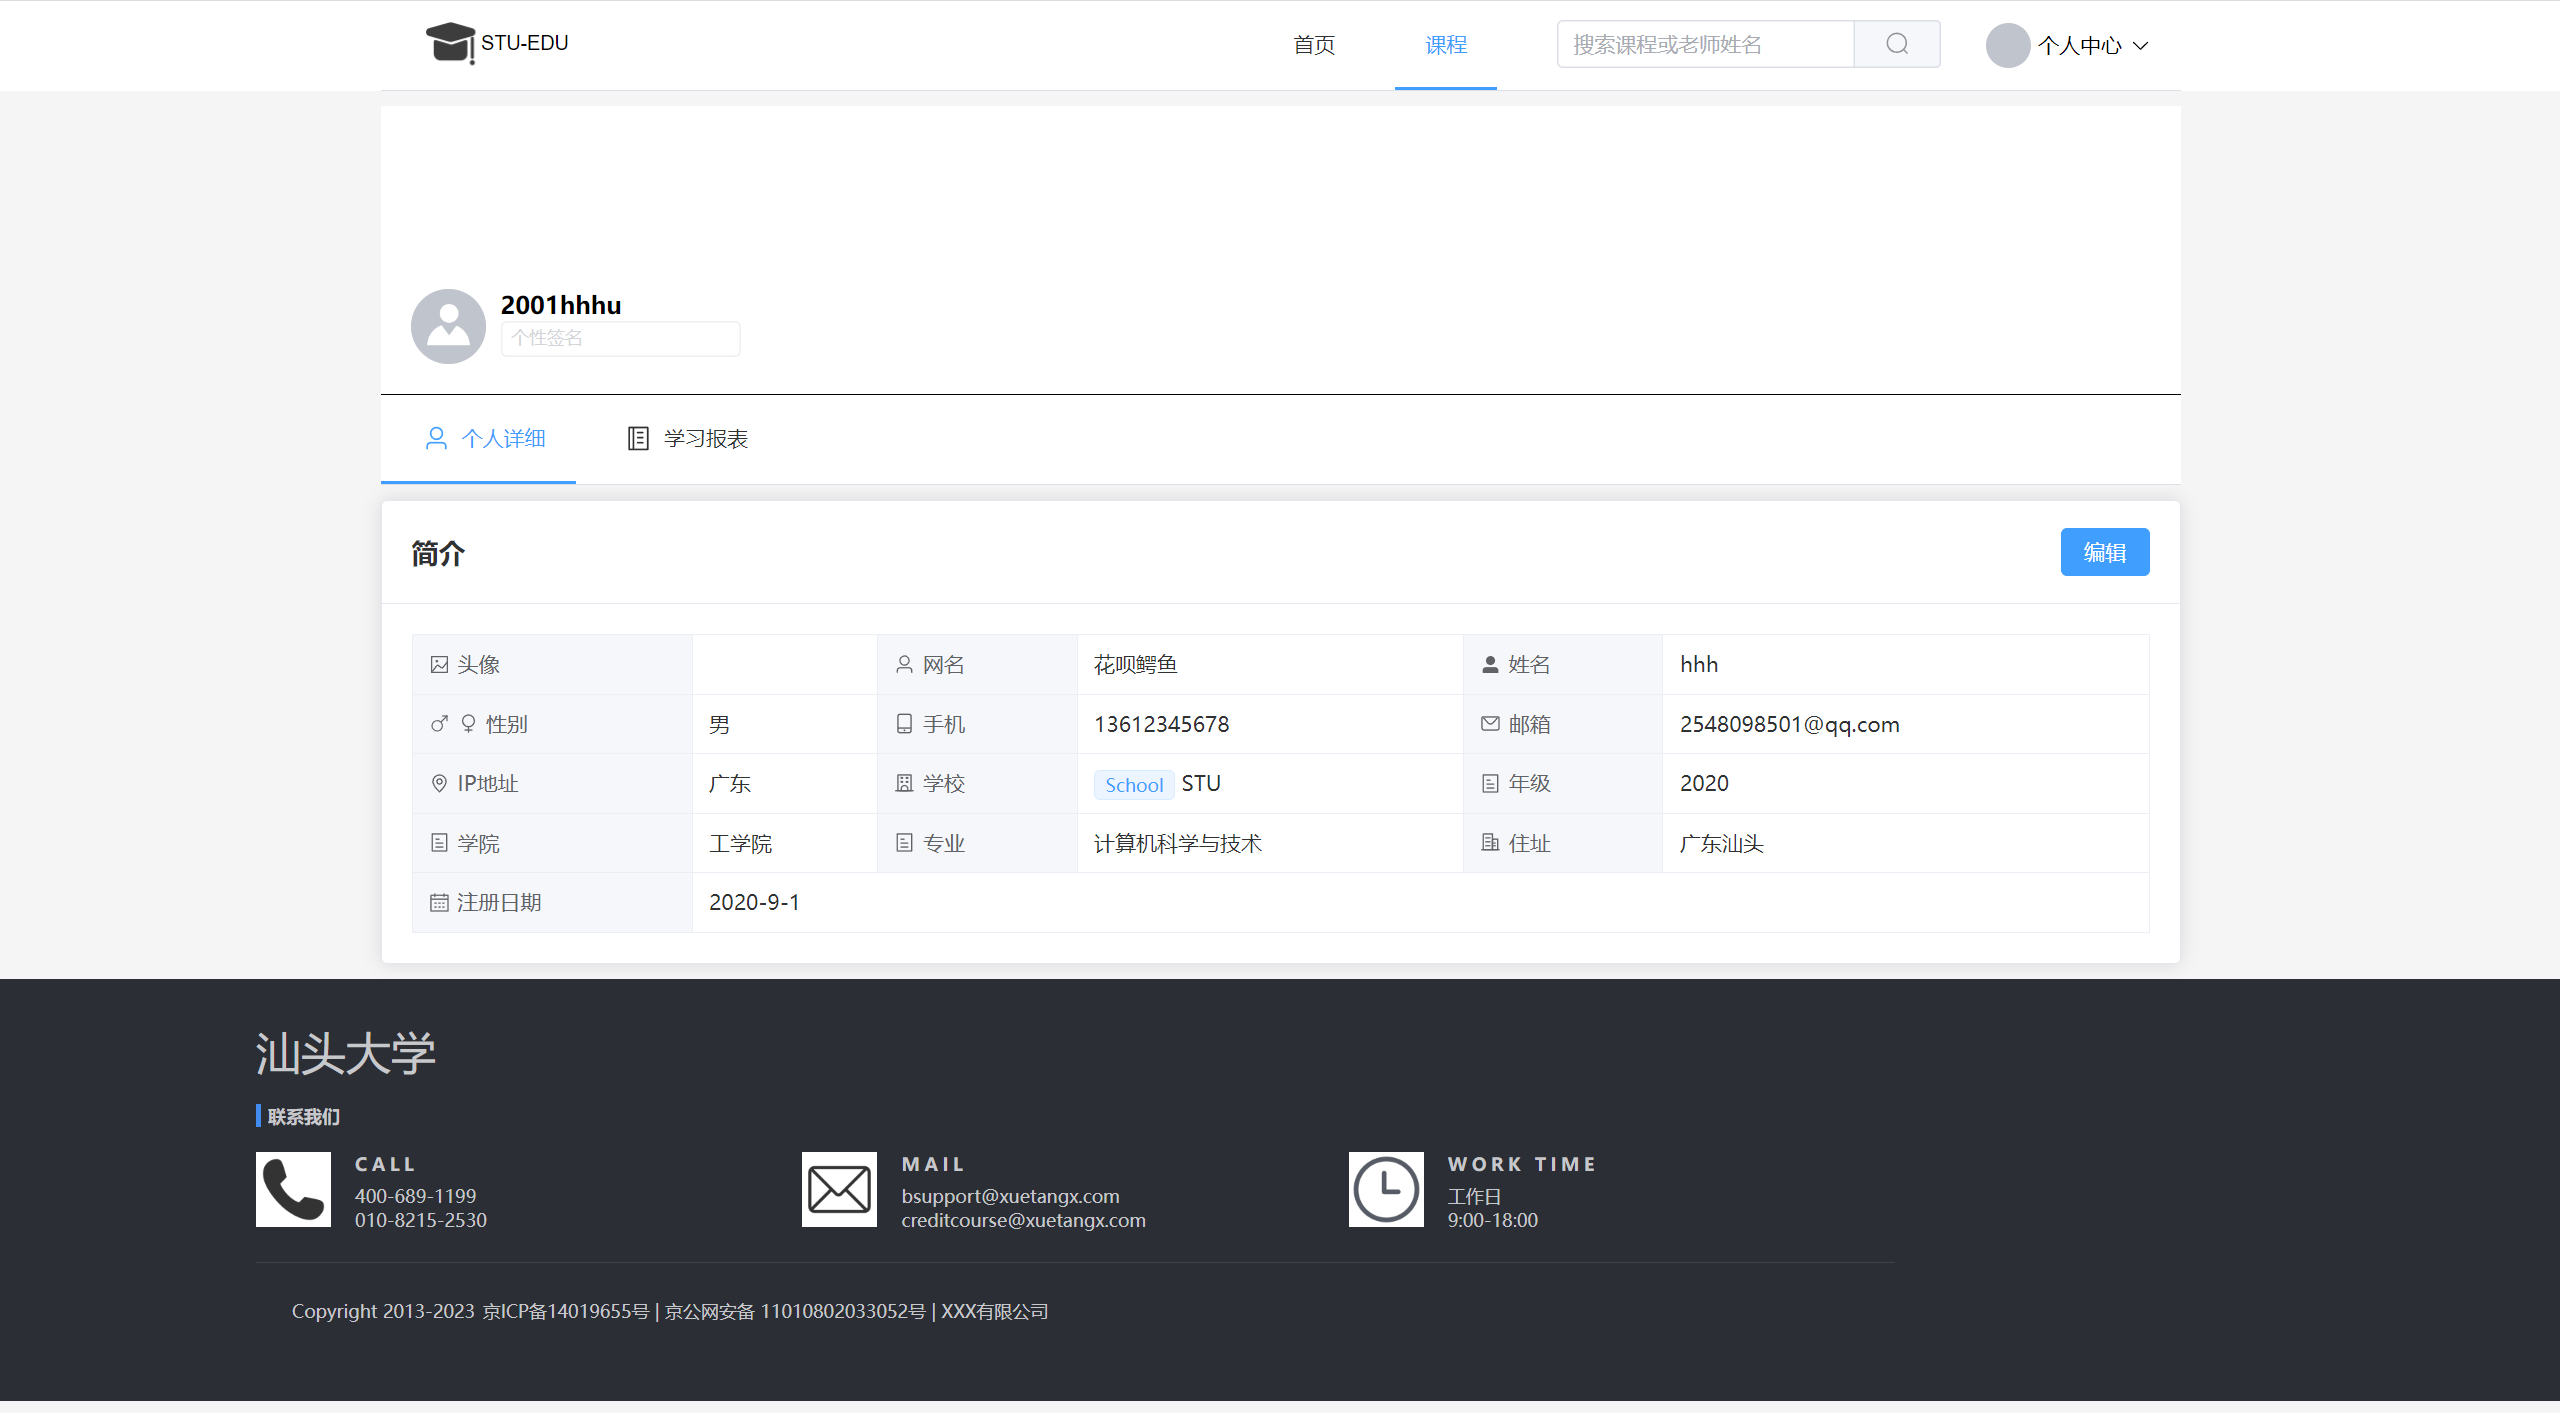 STU-EDU
首页
课程
搜索课程或老师姓名
个人中心
2001hhhu
个性签名
个人详细
学习报表
简介
编辑
头像
网名 花呗鳄鱼
姓名 hhh
性别 男
手机 13612345678
邮箱 2548098501@qq.com
IP地址 广东
学校 School STU
年级 2020
学院 工学院
专业 计算机科学与技术
住址 广东汕头
注册日期 2020-9-1
汕头大学
联系我们
CALL
400-689-1199
010-8215-2530
MAIL
bsupport@xuetangx.com
creditcourse@xuetangx.com
WORK TIME
工作日
9:00-18:00
Copyright 2013-2023 京ICP备14019655号 | 京公网安备 11010802033052号 | XXX有限公司